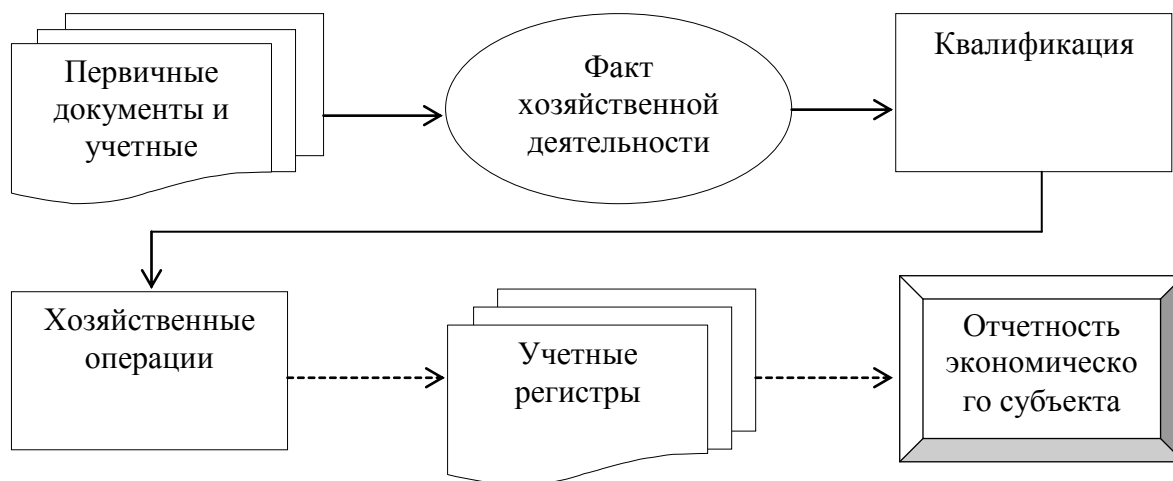 Первичные
документы и
учетные
Факт
хозяйственной
деятельности
Квалификация
Хозяйственные
операции
Учетные
регистры
Отчетность
экономическо
го субъекта